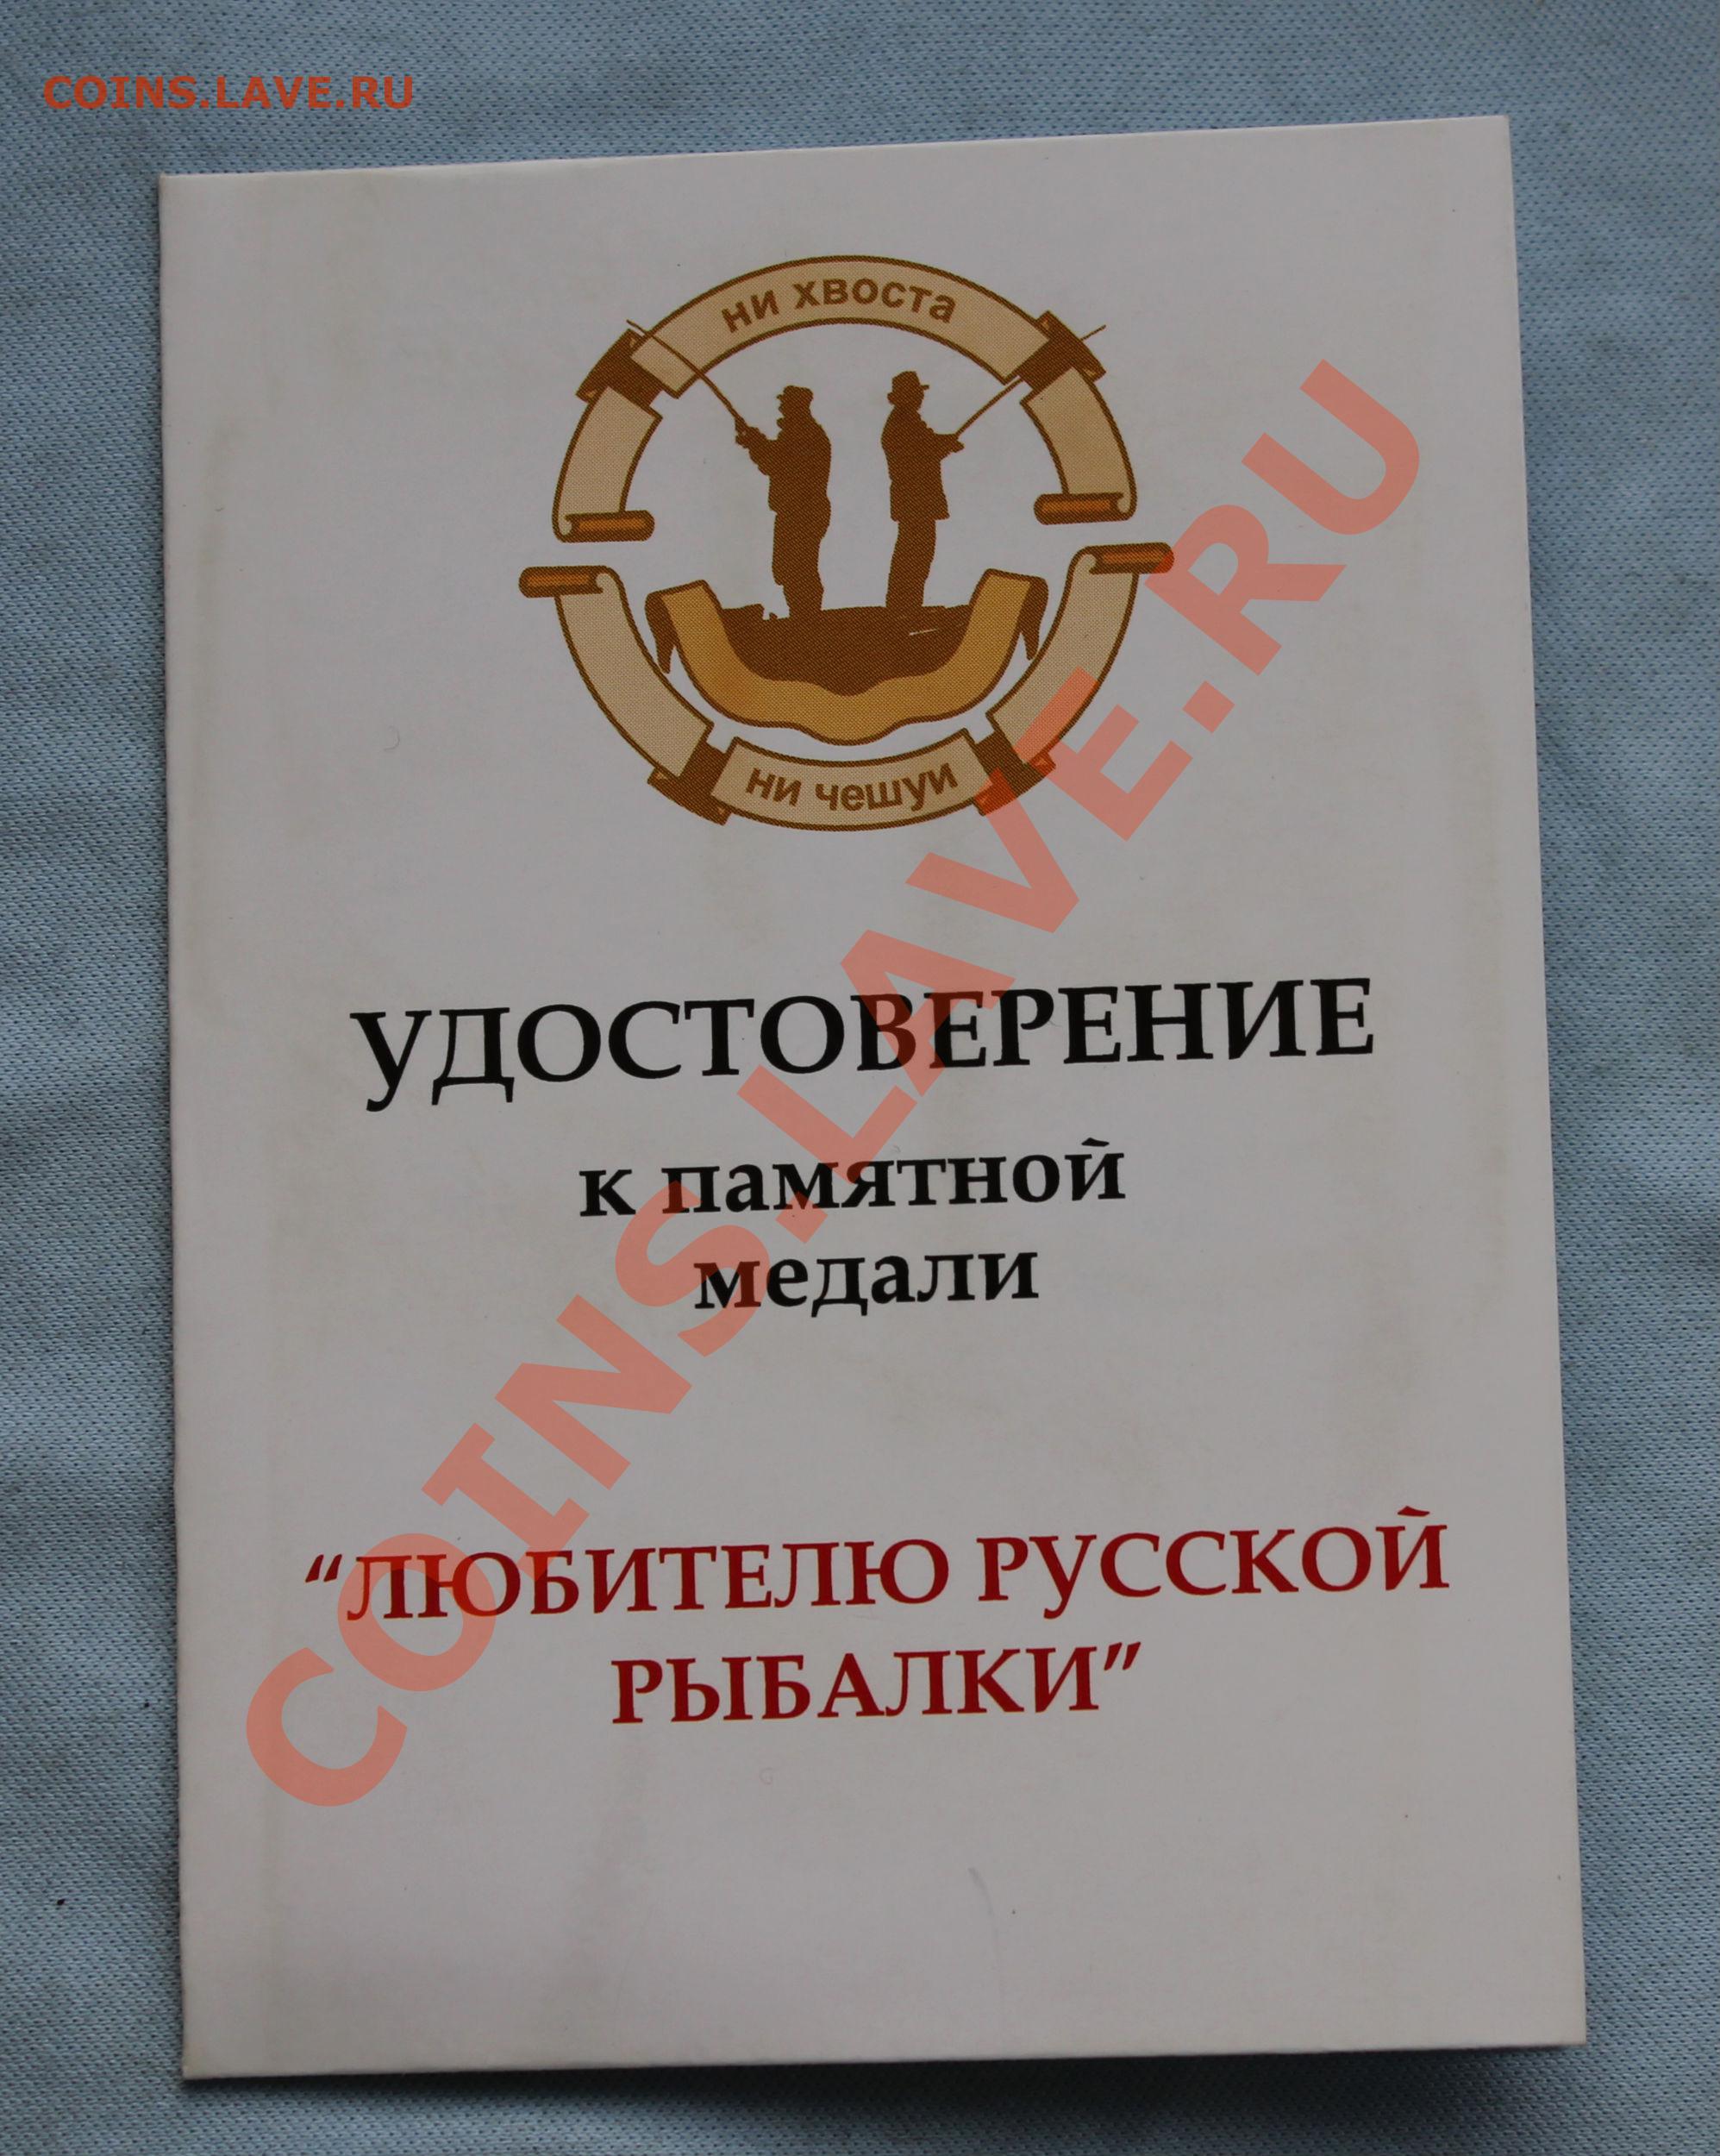 COINS.LAVE.RU
ни хвоста
ни чешуи
УДОСТОВЕРЕНИЕ
к памятной
медали
“ЛЮБИТЕЛЮ РУССКОЙ
РЫБАЛКИ”
COINS.LAVE.RU